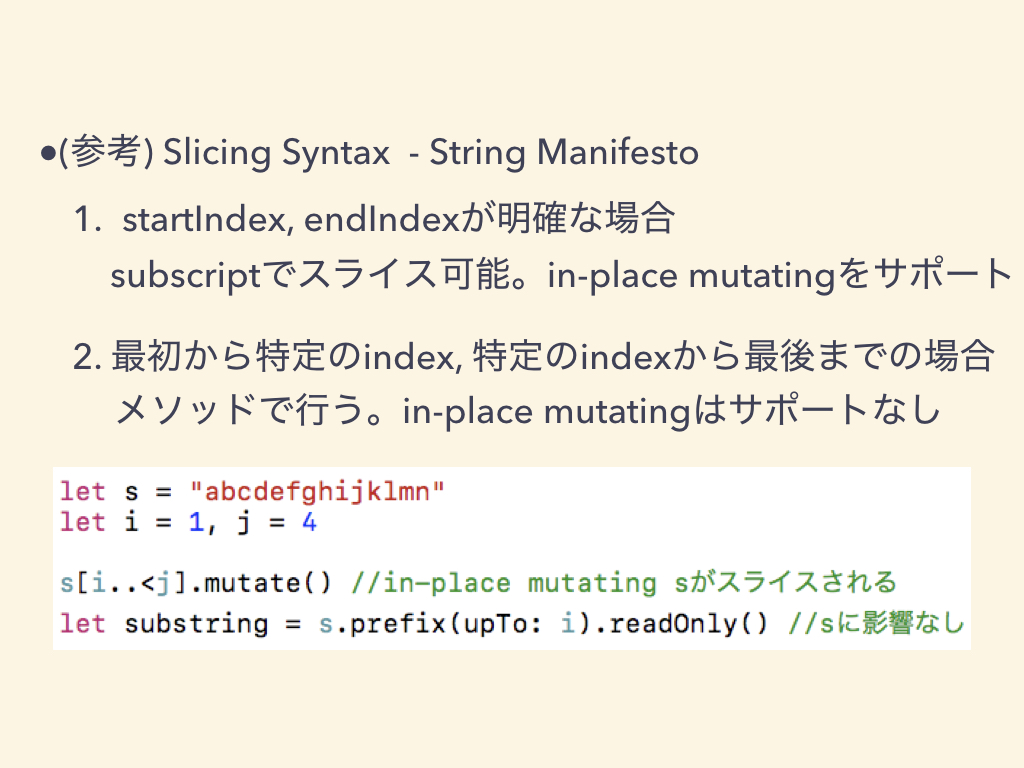 •(参考) Slicing Syntax - String Manifesto
1. startIndex, endIndexが明確な場合
subscriptでスライス可能。in-place mutatingをサポート
2. 最初から特定のindex, 特定のindexから最後までの場合
メソッドで行う。in-place mutatingはサポートなし
let s = "abcdefghijklmn"
let i = 1, j = 4
s[i..<j].mutate() //in-place mutating sがスライスされる
let substring = s.prefix(upTo: i).readOnly() //sに影響なし